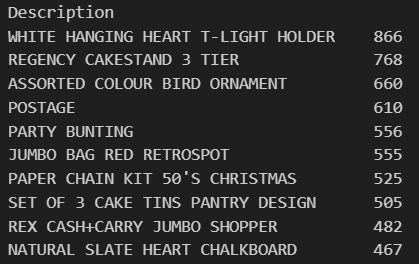 Description
WHITE HANGING HEART T-LIGHT HOLDER 866
REGENCY CAKESTAND 3 TIER 768
ASSORTED COLOUR BIRD ORNAMENT 660
POSTAGE 610
PARTY BUNTING 556
JUMBO BAG RED RETROSPOT 555
PAPER CHAIN KIT 50'S CHRISTMAS 525
SET OF 3 CAKE TINS PANTRY DESIGN 505
REX CASH+CARRY JUMBO SHOPPER 482
NATURAL SLATE HEART CHALKBOARD 467